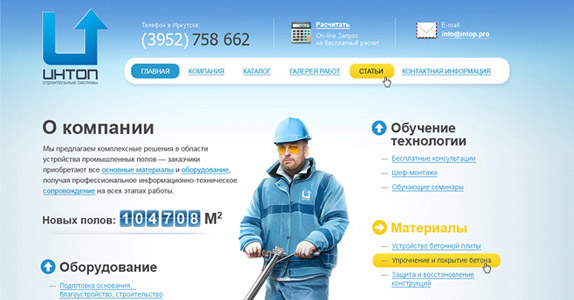 ИНТОП
строительные системы
Телефон в Иркутске:
(3952) 758 662
Расчитать
On-line Запрос
на бесплатный расчет
E-mail:
info@intop.pro
ГЛАВНАЯ
КОМПАНИЯ
КАТАЛОГ
ГАЛЕРЕЯ РАБОТ
СТАТЬИ
КОНТАКТНАЯ ИНФОРМАЦИЯ
О компании
Мы предлагаем комплексные решения в области
устройства промышленных полов — заказчики
приобретают все основные материалы и оборудование,
получая профессиональное информационно-техническое
сопровождение на всех этапах работы.
Новых полов: 104708 М²
Оборудование
Подготовка основания,
благоустройство, строительство
Обучение
технологии
Бесплатные консультации
Шеф-монтажи
Обучающие семинары
Материалы
Устройство бетонной плиты
Упрочнение и покрытие бетона
Защита и восстановление
конструкций